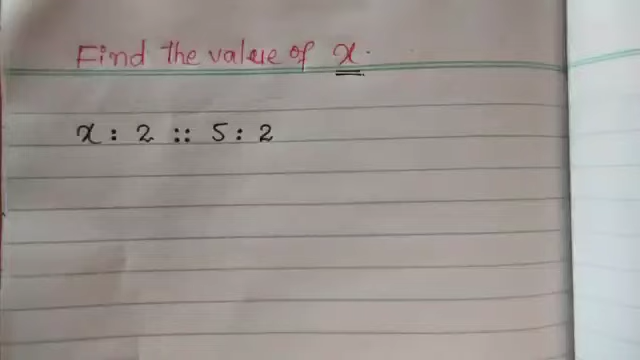 Find the value of x.
x : 2 :: 5 : 2